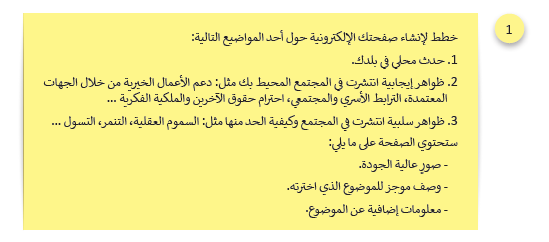 1
خطط لإنشاء صفحتك الإلكترونية حول أحد المواضيع التالية:
1. حدث محلي في بلدك.
2. ظواهر إيجابية انتشرت في المجتمع المحيط بك مثل: دعم الأعمال الخيرية من خلال الجهات
المعتمدة، الترابط الأسري والمجتمعي، احترام حقوق الآخرين والملكية الفكرية ...
3. ظواهر سلبية انتشرت في المجتمع وكيفية الحد منها مثل: السموم العقلية، التنمر، التسول ...
ستحتوي الصفحة على ما يلي:
- صورٍ عالية الجودة.
- وصف موجز للموضوع الذي اخترته.
- معلومات إضافية عن الموضوع.